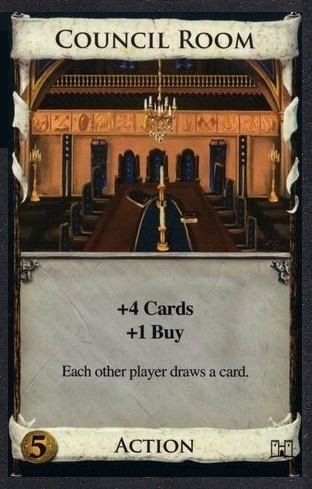 COUNCIL ROOM
+4 Cards
+1 Buy
Each other player draws a card.
5
ACTION